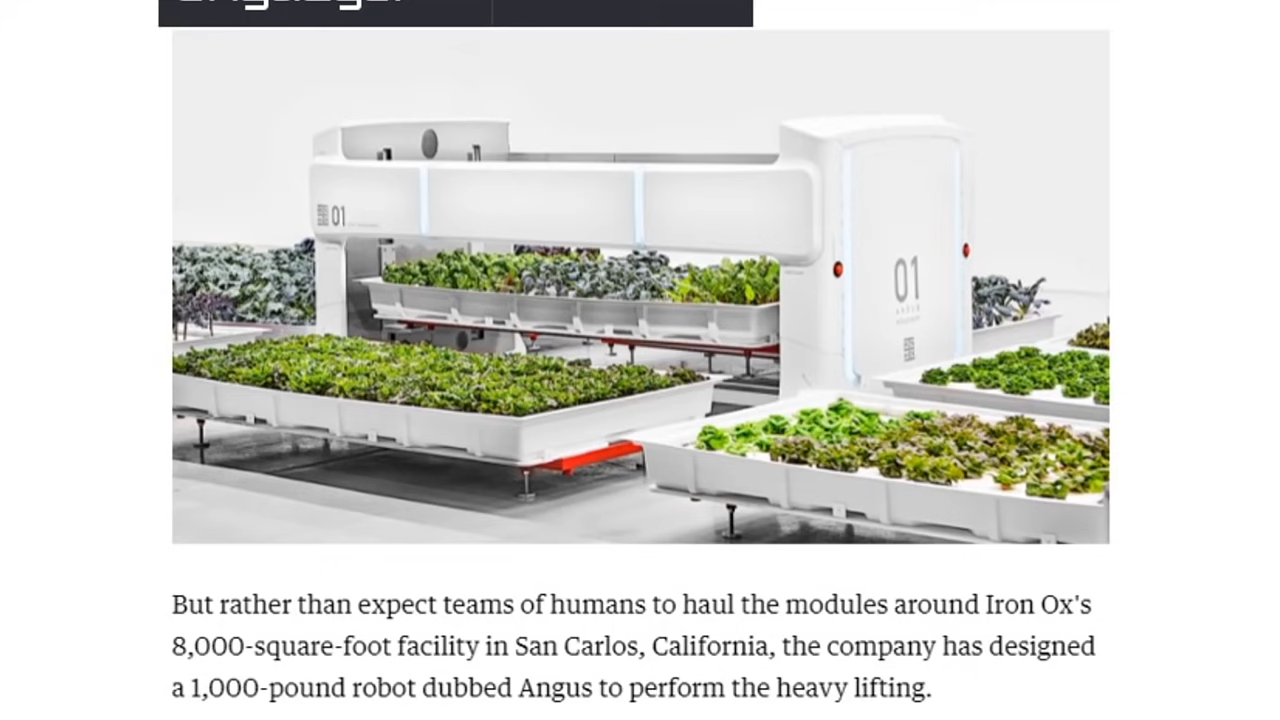 01
01
ANGUS
But rather than expect teams of humans to haul the modules around Iron Ox's
8,000-square-foot facility in San Carlos, California, the company has designed
a 1,000-pound robot dubbed Angus to perform the heavy lifting.